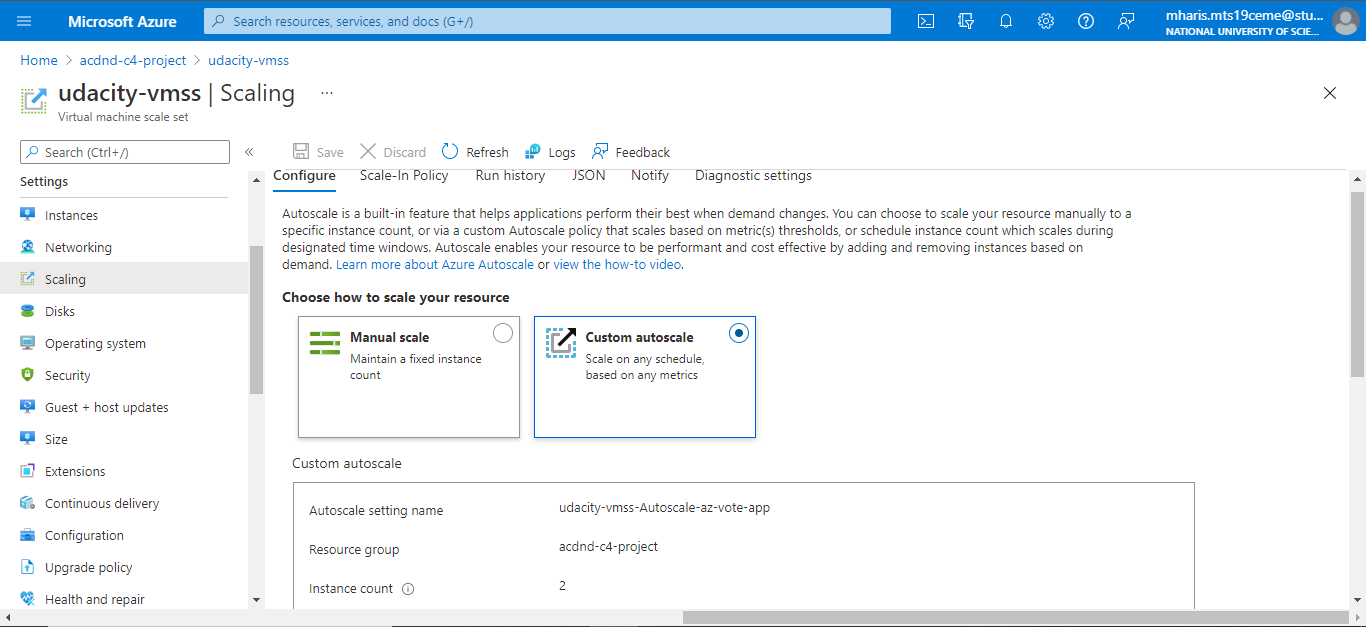 Microsoft Azure
Search resources, services, and docs (G+/)
mharis.mts19ceme@stu...
NATIONAL UNIVERSITY OF SCIE...
Home > acdnd-c4-project > udacity-vmss
udacity-vmss | Scaling ...
Virtual machine scale set
Search (Ctrl+/)
«
Save
Discard
Refresh
Logs
Feedback
Settings
Instances
Networking
Scaling
Disks
Operating system
Security
Guest + host updates
Size
Extensions
Continuous delivery
Configuration
Upgrade policy
Health and repair
Configure
Scale-In Policy
Run history
JSON
Notify
Diagnostic settings
Autoscale is a built-in feature that helps applications perform their best when demand changes. You can choose to scale your resource manually to a
specific instance count, or via a custom Autoscale policy that scales based on metric(s) thresholds, or schedule instance count which scales during
designated time windows. Autoscale enables your resource to be performant and cost effective by adding and removing instances based on
demand. Learn more about Azure Autoscale or view the how-to video.
Choose how to scale your resource
Manual scale
Maintain a fixed instance
count
Custom autoscale
Scale on any schedule,
based on any metrics
Custom autoscale
Autoscale setting name
udacity-vmss-Autoscale-az-vote-app
Resource group
acdnd-c4-project
Instance count
2